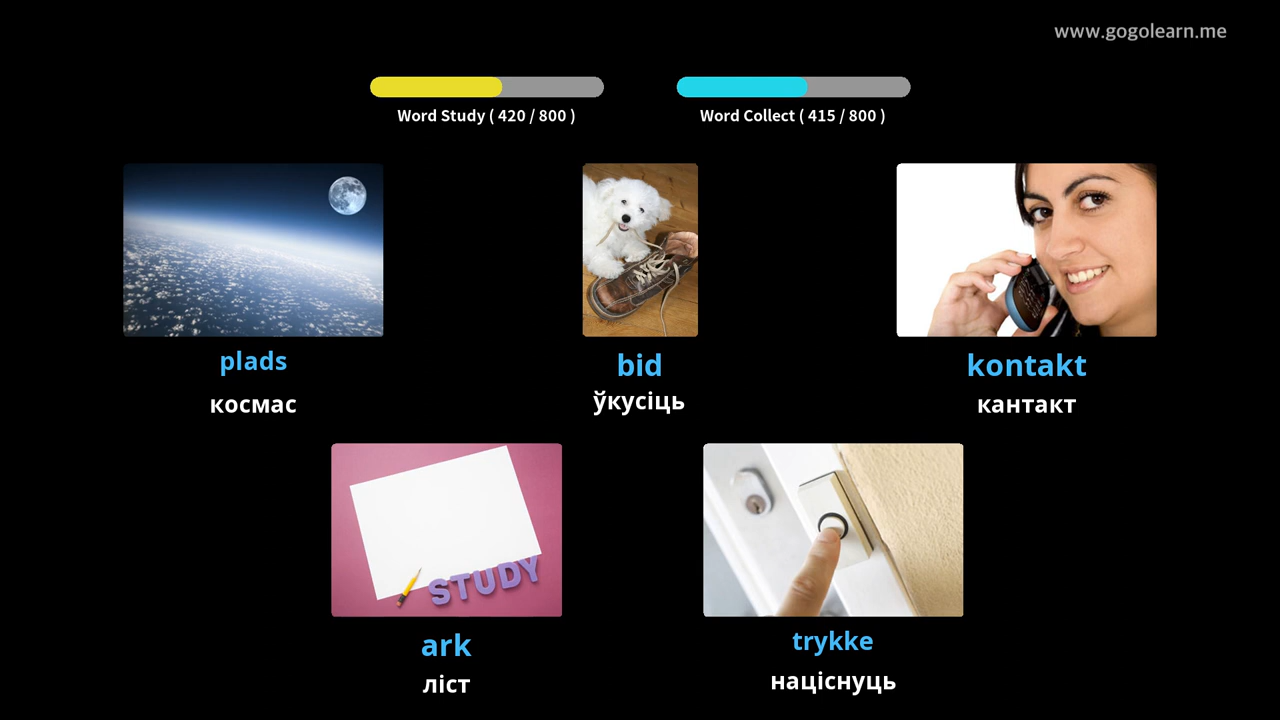 www.gogolearn.me
Word Study ( 420 / 800 )
Word Collect ( 415 / 800 )
plads
космас
bid
ўкусіць
kontakt
кантакт
STUDY
ark
ліст
trykke
націснуць